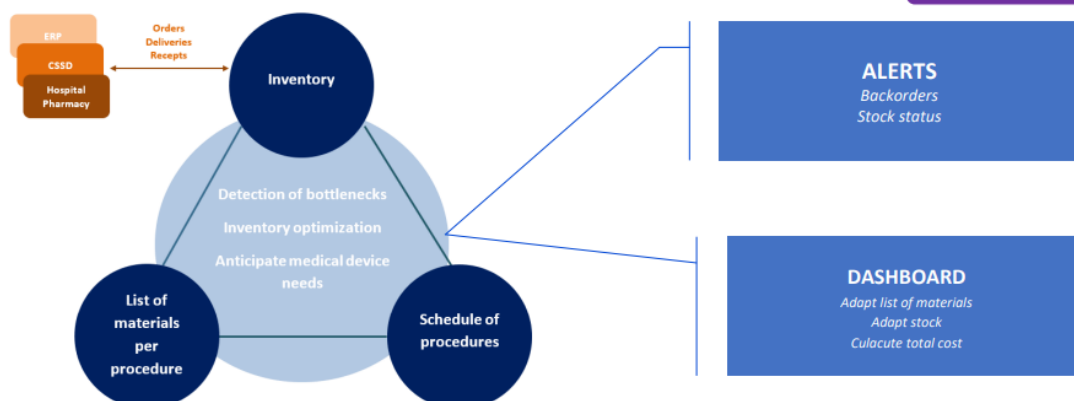 ERP
CSSD
Hospital
Pharmacy
Orders
Deliveries
Recepts
Inventory
Detection of bottlenecks
Inventory optimization
Anticipate medical device
needs
List of
materials
per
procedure
Schedule of
procedures
ALERTS
Backorders
Stock status
DASHBOARD
Adapt list of materials
Adapt stock
Culacute total cost